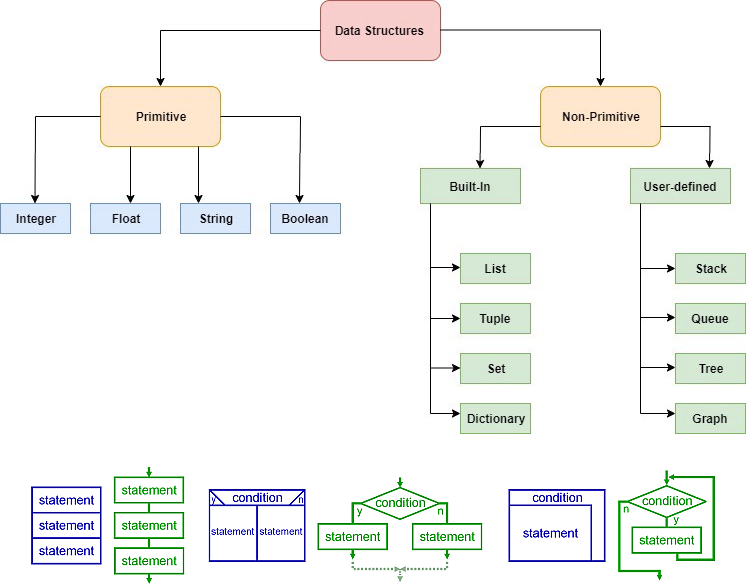 Data Structures
Primitive
Non-Primitive
Integer
Float
String
Boolean
Built-In
User-defined
List
Tuple
Set
Dictionary
Stack
Queue
Tree
Graph
statement
statement
statement
statement
statement
statement
y condition n
statement statement
condition
y n
statement statement
condition
statement
condition
n
y
statement